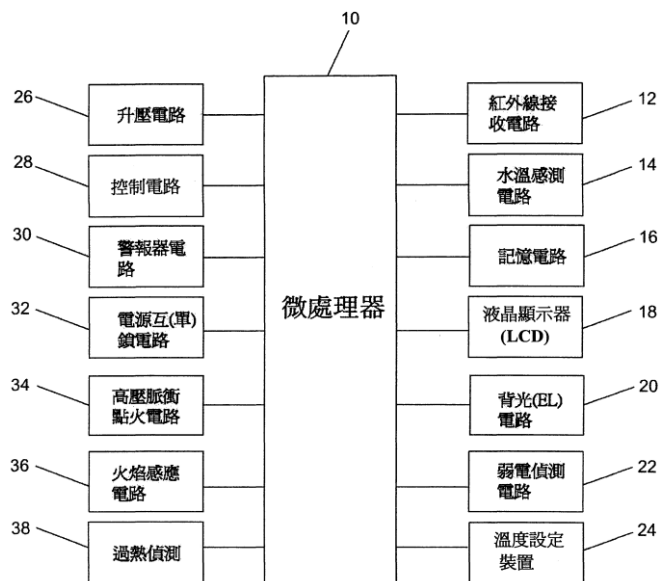 10
26
升壓電路
紅外線接
收電路
12
28
控制電路
水溫感測
電路
14
30
警報器電
路
記憶電路
16
32
電源互(單)
鎖電路
微處理器
液晶顯示器
(LCD)
18
34
高壓脈衝
點火電路
背光(EL)
電路
20
36
火焰感應
電路
弱電偵測
電路
22
38
過熱偵測
溫度設定
裝置
24